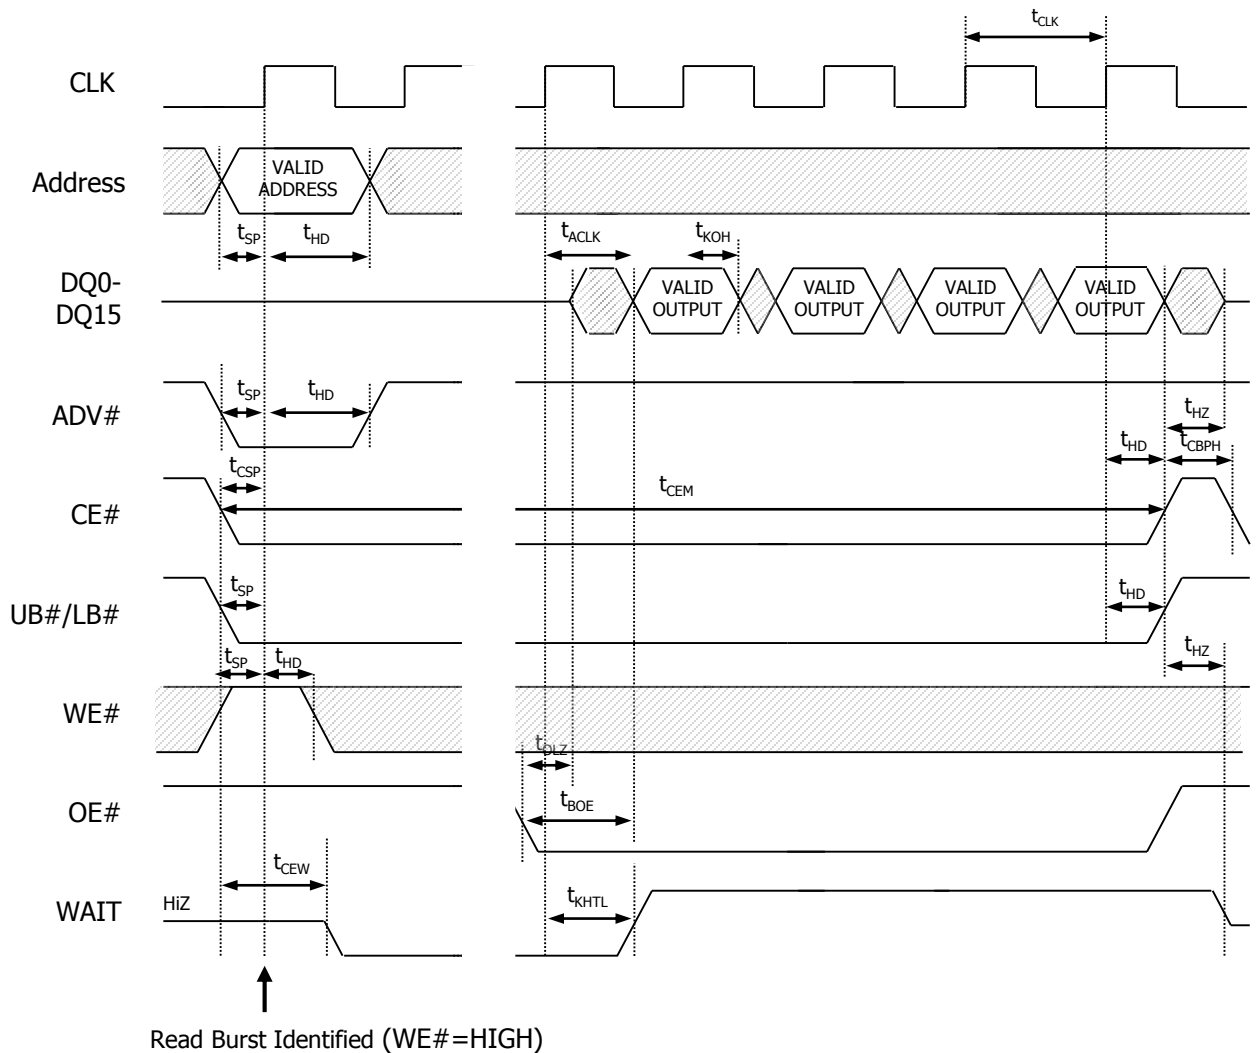 tCLK
CLK
Address
VALID
ADDRESS
tSP
tHD
tACLK
tKOH
DQ0-
DQ15
VALID
OUTPUT
VALID
OUTPUT
VALID
OUTPUT
VALID
OUTPUT
ADV#
tSP
tHD
tHZ
tHD
tCBPH
CE#
tCSP
tCEM
UB#/LB#
tSP
tHD
tSP
tHD
tHZ
WE#
tOLZ
OE#
tBOE
tCEW
WAIT
HiZ
tKHTL
Read Burst Identified (WE#=HIGH)